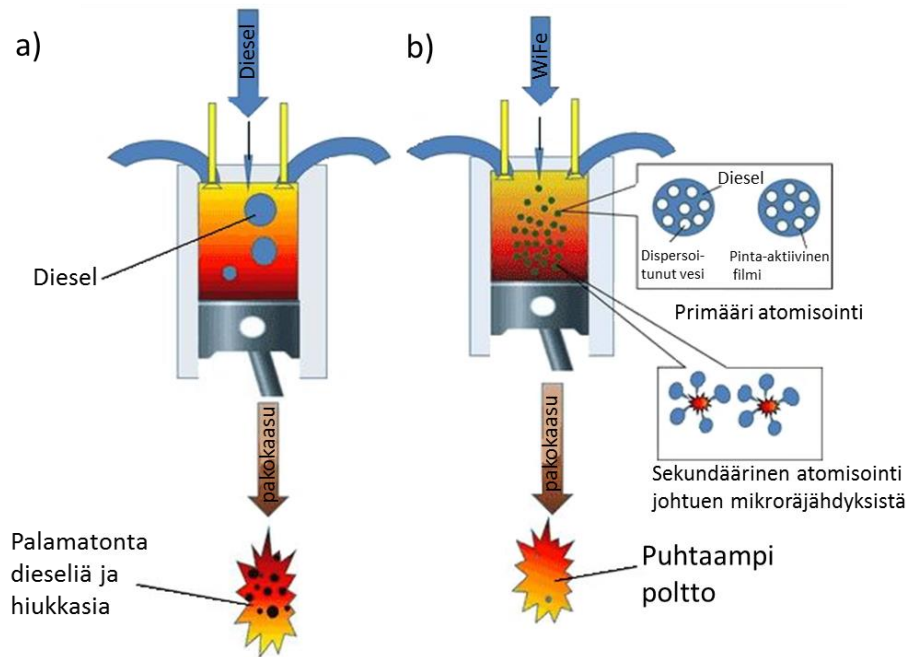 a)
Diesel
Diesel
pakokaasu
Palamatonta
dieseliä ja
hiukkasia
b)
WiFe
Diesel
Dispersoi-
tunut vesi
Pinta-aktiivinen
filmi
Primääri atomisointi
Sekundäärinen atomisointi
johtuen mikroräjähdyksistä
pakokaasu
Puhtaampi
poltto